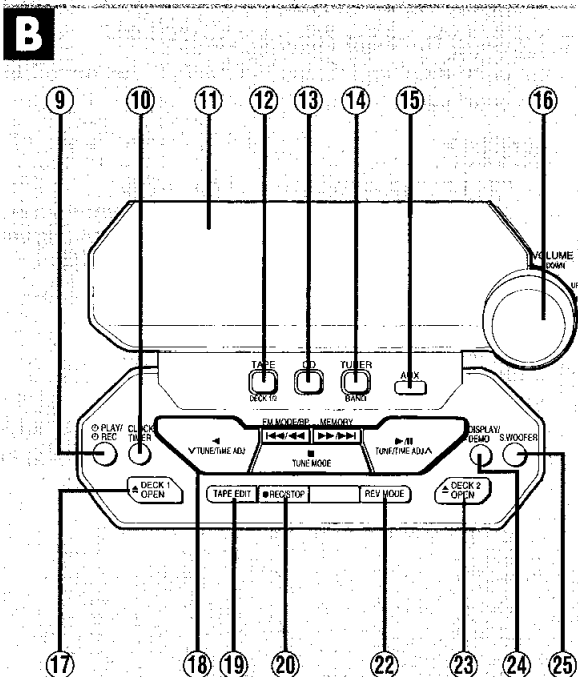 B
9 10 11 12 13 14 15 16
VOLUME
DOWN UP
TAPE CD TUNER AUX
DECK 1/2 BAND
⏻ PLAY/
⏻ REC
CLOCK
TIMER
FM MODE/BP MEMORY
I◀◀/◀◀ ▶▶/▶▶I
◀ ■ ▶/II
∨TUNE/TIME ADJ TUNE MODE TUNE/TIME ADJ∧
DISPLAY/
DEMO
S.WOOFER
≜ DECK 1
OPEN
TAPE EDIT ●REC/STOP REV MODE
≜ DECK 2
OPEN
17 18 19 20 22 23 24 25